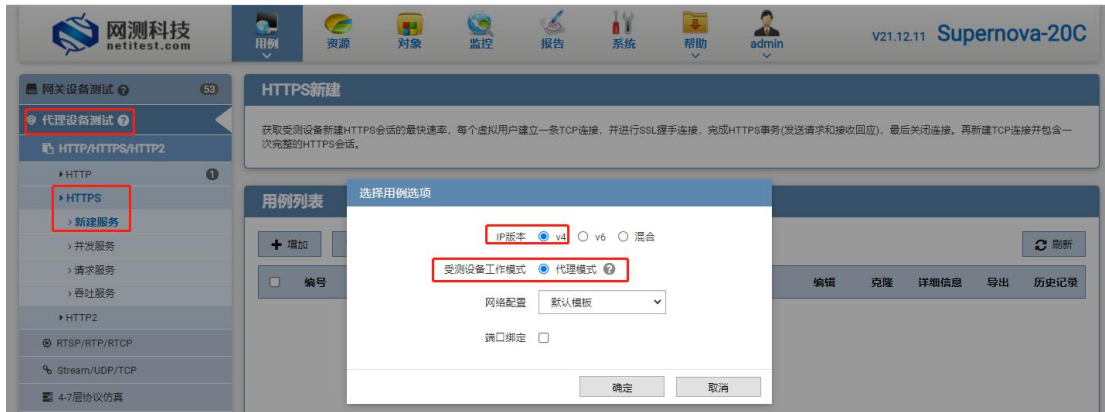 网测科技
netitest.com
用例
资源
对象
监控
报告
系统
帮助
admin
V21.12.11 Supernova-20C
网关设备测试 53
代理设备测试
HTTP/HTTPS/HTTP2
HTTP 1
HTTPS
新建服务
并发服务
请求服务
吞吐服务
HTTP2
RTSP/RTP/RTCP
Stream/UDP/TCP
4-7层协议仿真
HTTPS新建
获取受测设备新建HTTPS会话的最快速率，每个虚拟用户建立一条TCP连接，并进行SSL握手连接，完成HTTPS事务(发送请求和接收回应)，最后关闭连接。再新建TCP连接并包含一
次完整的HTTPS会话。
用例列表
增加
刷新
编号
编辑 克隆 详细信息 导出 历史记录
选择用例选项
IP版本 v4 v6 混合
受测设备工作模式 代理模式
网络配置 默认模板
端口绑定
确定 取消